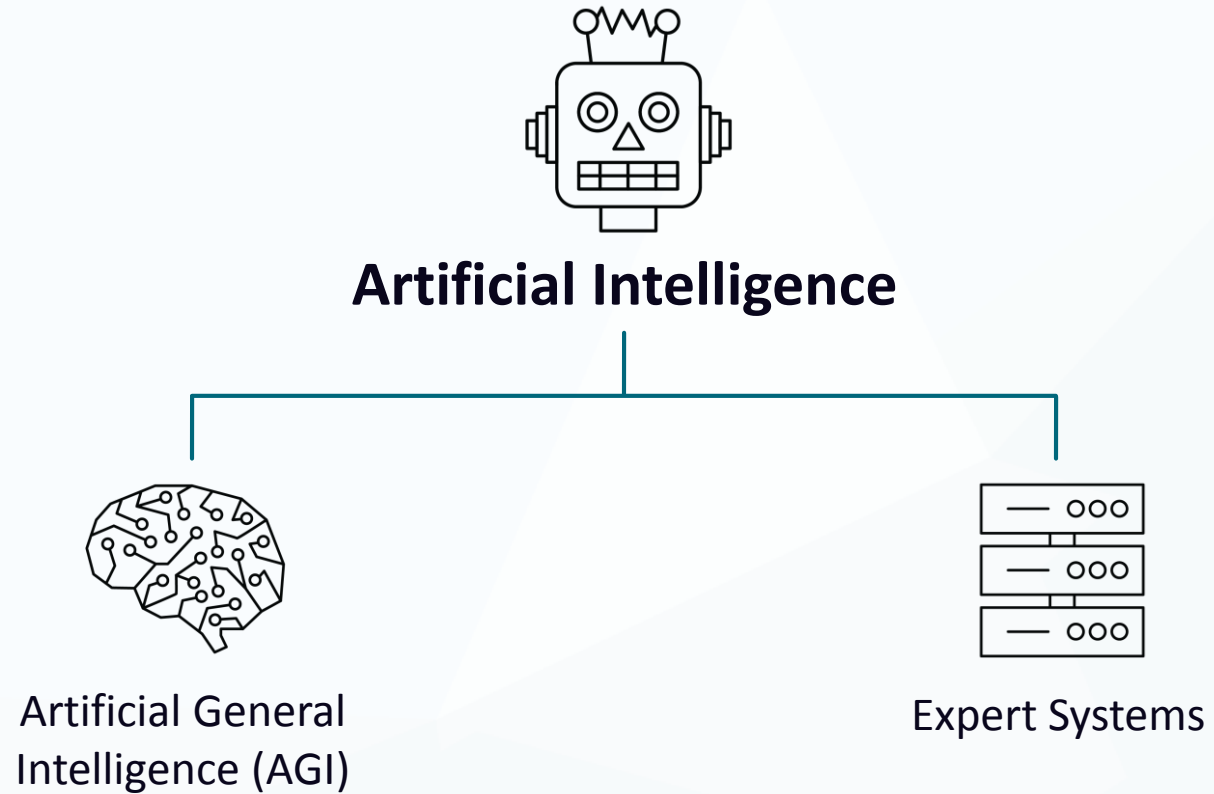 Artificial Intelligence
Artificial General
Intelligence (AGI)
Expert Systems